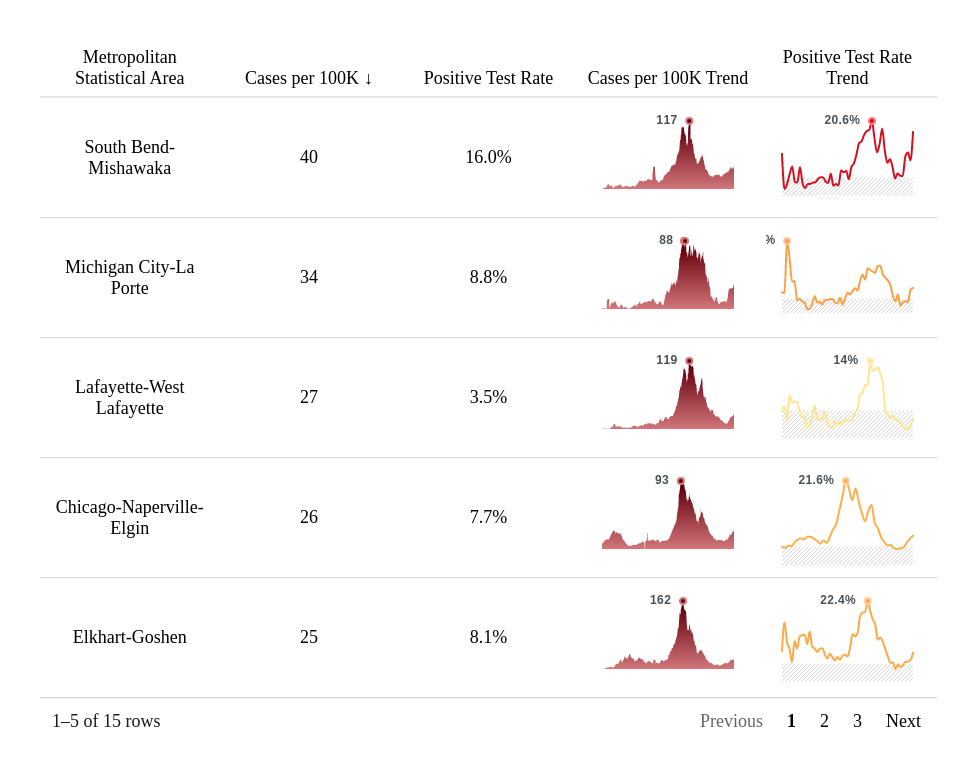 Metropolitan
Statistical Area
Cases per 100K ↓
Positive Test Rate
Cases per 100K Trend
Positive Test Rate
Trend
South Bend-
Mishawaka
40
16.0%
117
20.6%
Michigan City-La
Porte
34
8.8%
88
%
Lafayette-West
Lafayette
27
3.5%
119
14%
Chicago-Naperville-
Elgin
26
7.7%
93
21.6%
Elkhart-Goshen
25
8.1%
162
22.4%
1–5 of 15 rows
Previous 1 2 3 Next